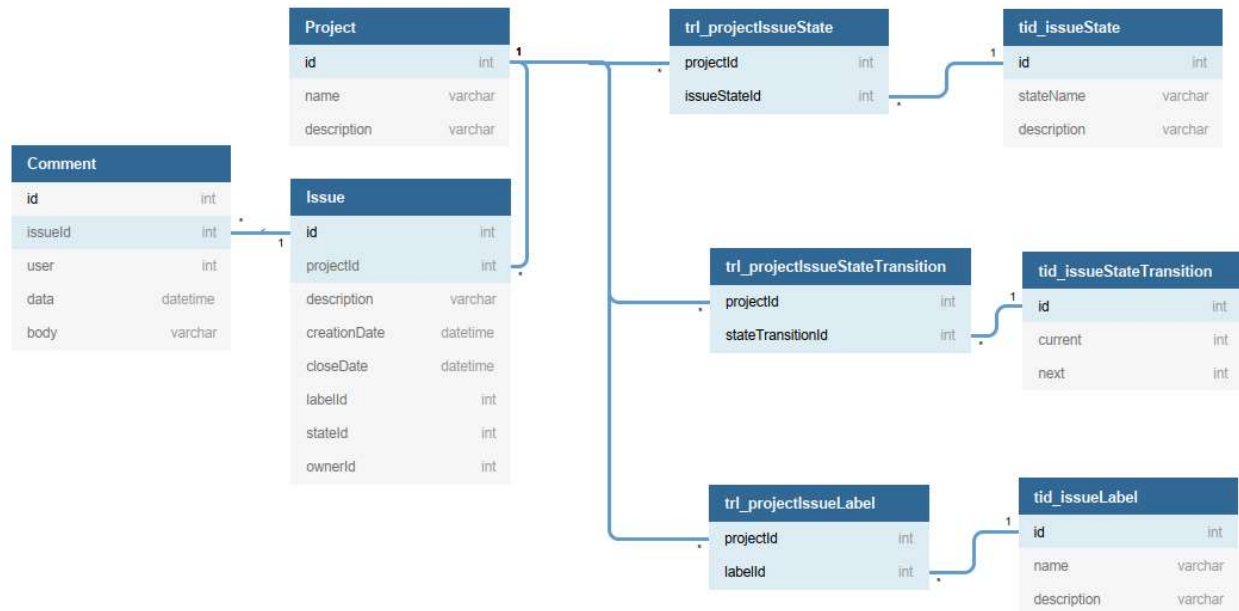 Project
id int
name varchar
description varchar
1
*
Comment
id int
issueId int
user int
data datetime
body varchar
*
1
Issue
id int
projectId int
description varchar
creationDate datetime
closeDate datetime
labelId int
stateId int
ownerId int
*
trl_projectIssueState
projectId int
issueStateId int
*
1
tid_issueState
id int
stateName varchar
description varchar
trl_projectIssueStateTransition
projectId int
stateTransitionId int
*
*
1
tid_issueStateTransition
id int
current int
next int
trl_projectIssueLabel
projectId int
labelId int
*
*
1
tid_issueLabel
id int
name varchar
description varchar